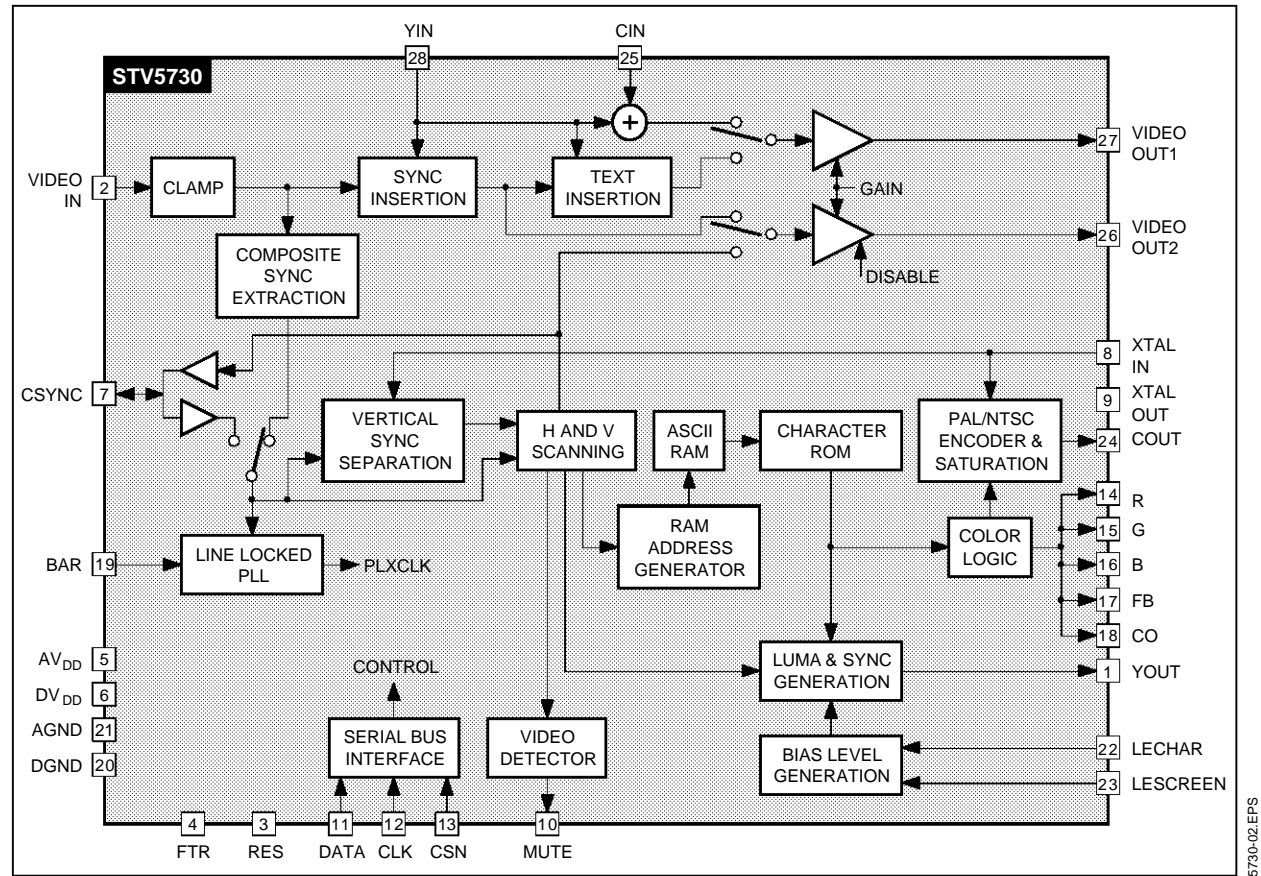 YIN
CIN
28
25
STV5730
+
27
VIDEO
OUT1
VIDEO
IN
2
CLAMP
SYNC
INSERTION
TEXT
INSERTION
GAIN
26
VIDEO
OUT2
COMPOSITE
SYNC
EXTRACTION
DISABLE
8
XTAL
IN
CSYNC
7
9
XTAL
OUT
VERTICAL
SYNC
SEPARATION
H AND V
SCANNING
ASCII
RAM
CHARACTER
ROM
PAL/NTSC
ENCODER &
SATURATION
24
COUT
14
R
15
G
RAM
ADDRESS
GENERATOR
COLOR
LOGIC
BAR
19
LINE LOCKED
PLL
PLXCLK
16
B
17
FB
18
CO
AVDD
5
CONTROL
LUMA & SYNC
GENERATION
1
YOUT
DVDD
6
AGND
21
SERIAL BUS
INTERFACE
VIDEO
DETECTOR
BIAS LEVEL
GENERATION
22
LECHAR
DGND
20
23
LESCREEN
4
3
11
12
13
10
FTR
RES
DATA
CLK
CSN
MUTE
5730-02.EPS